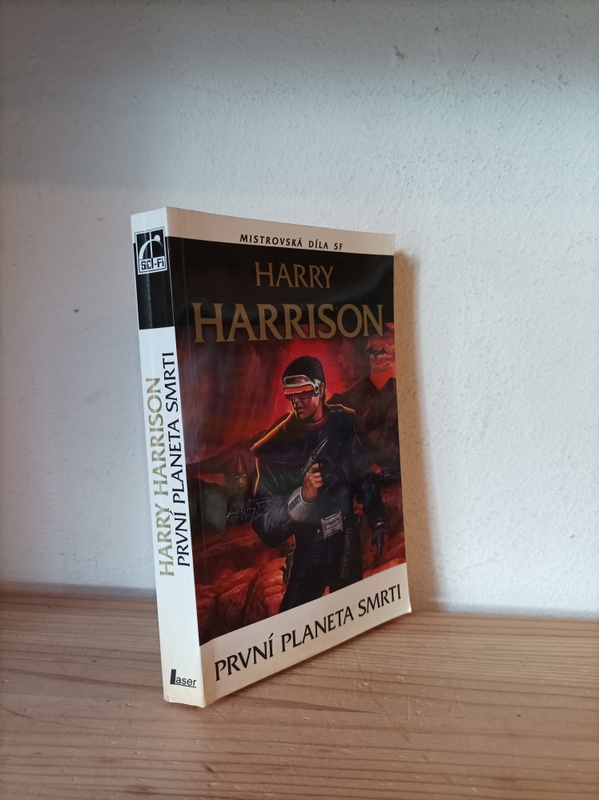 MISTROVSKÁ DÍLA SF
HARRY
HARRISON
PRVNÍ PLANETA SMRTI
SCI-FI
HARRY HARRISON
PRVNÍ PLANETA SMRTI
Laser